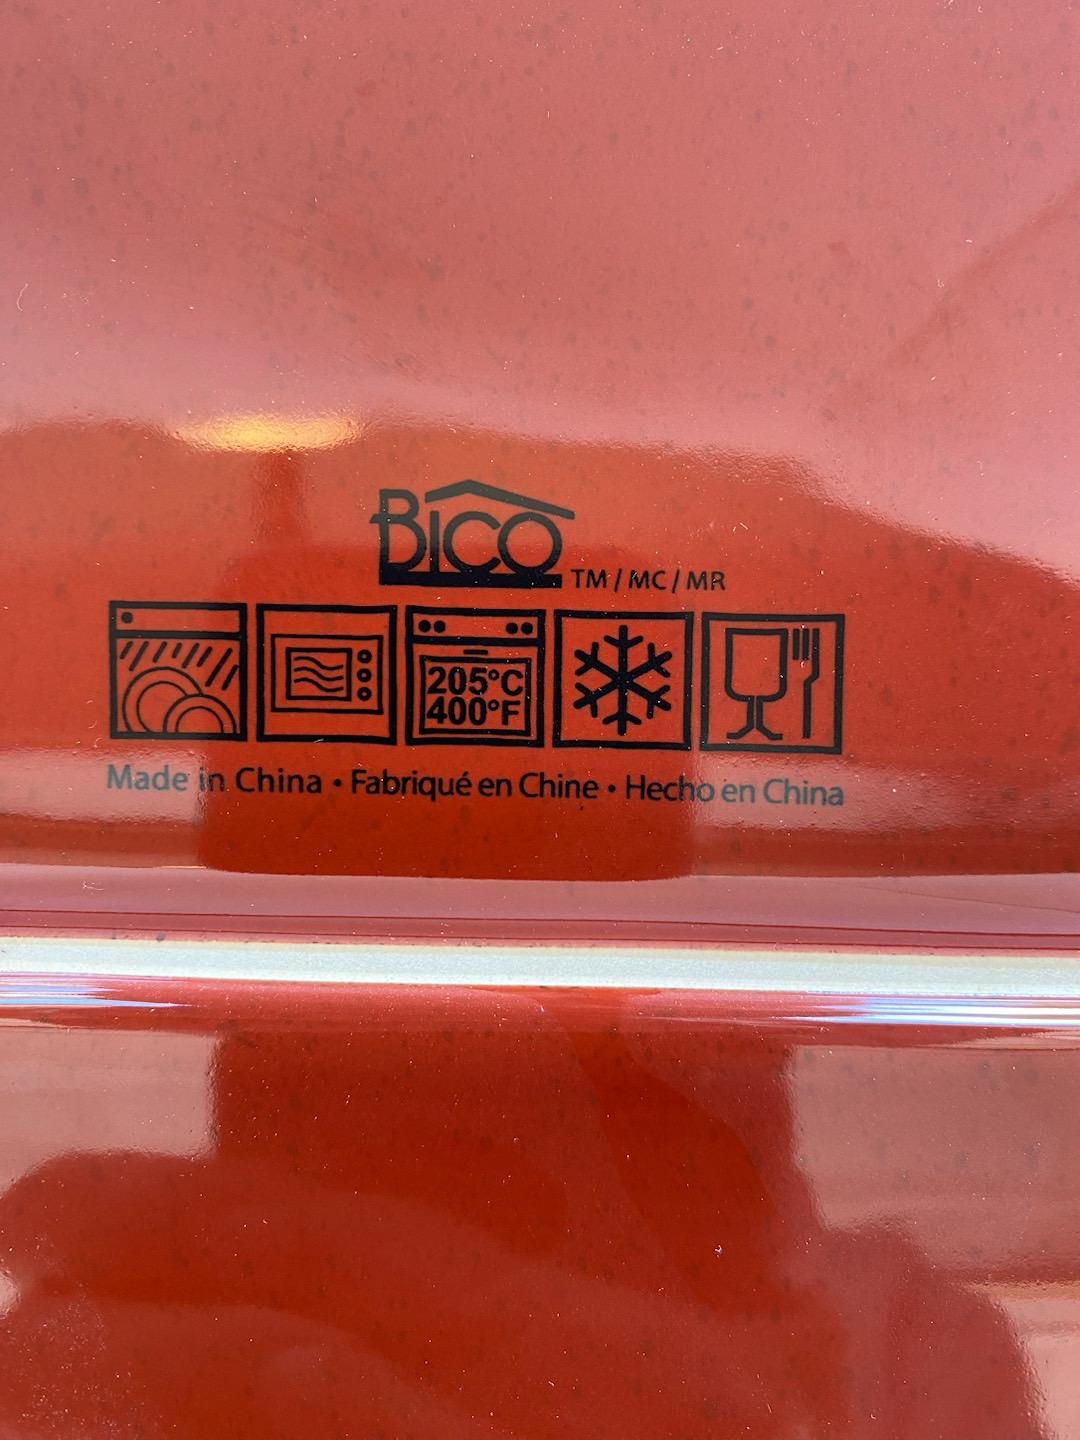 BICO TM / MC / MR
205°C
400°F
Made in China • Fabriqué en Chine • Hecho en China